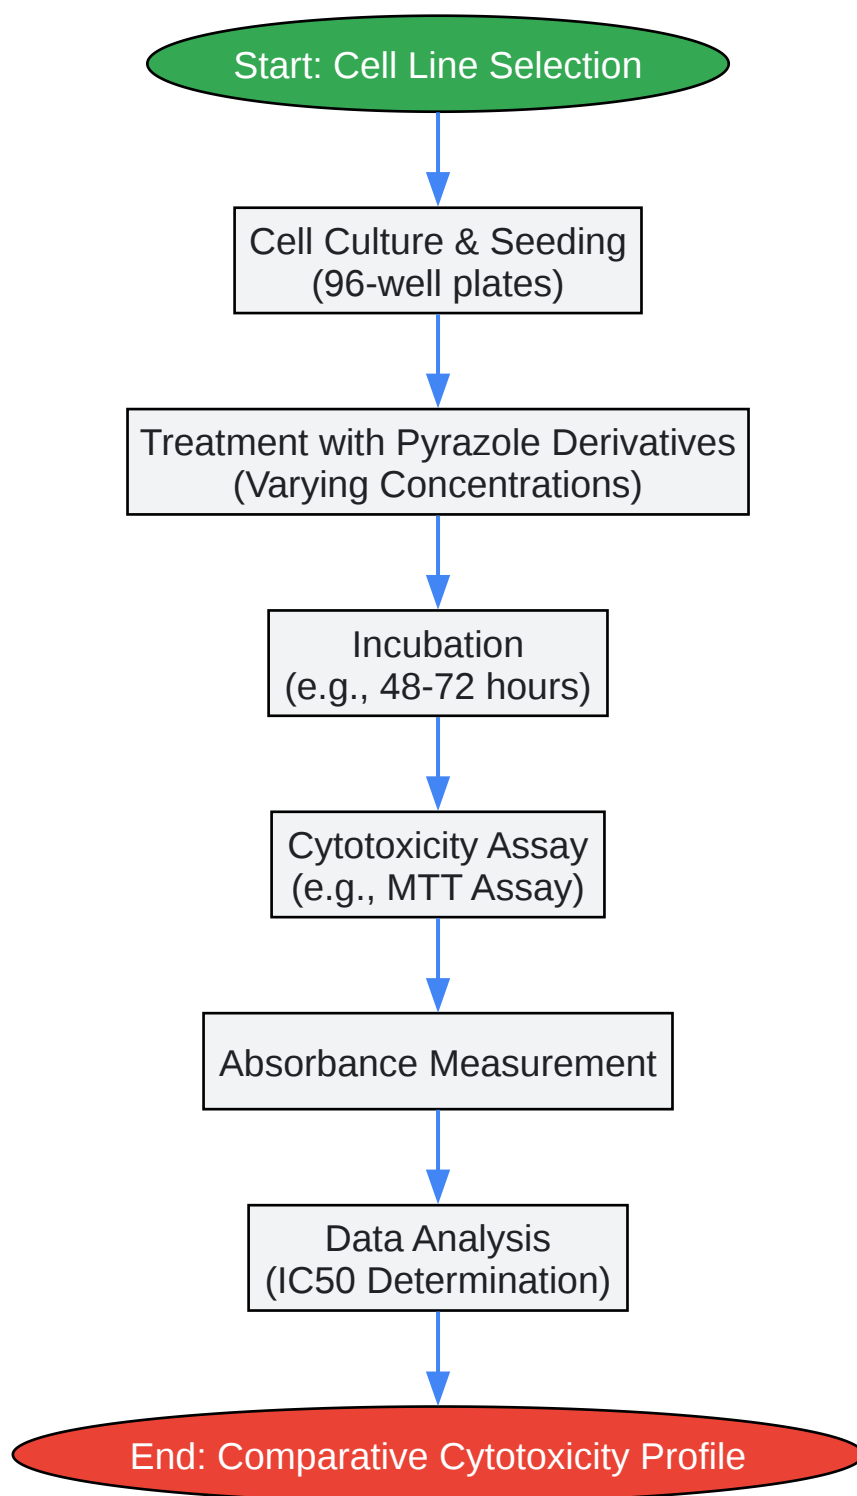 Start: Cell Line Selection
Cell Culture & Seeding
(96-well plates)
Treatment with Pyrazole Derivatives
(Varying Concentrations)
Incubation
(e.g., 48-72 hours)
Cytotoxicity Assay
(e.g., MTT Assay)
Absorbance Measurement
Data Analysis
(IC50 Determination)
End: Comparative Cytotoxicity Profile